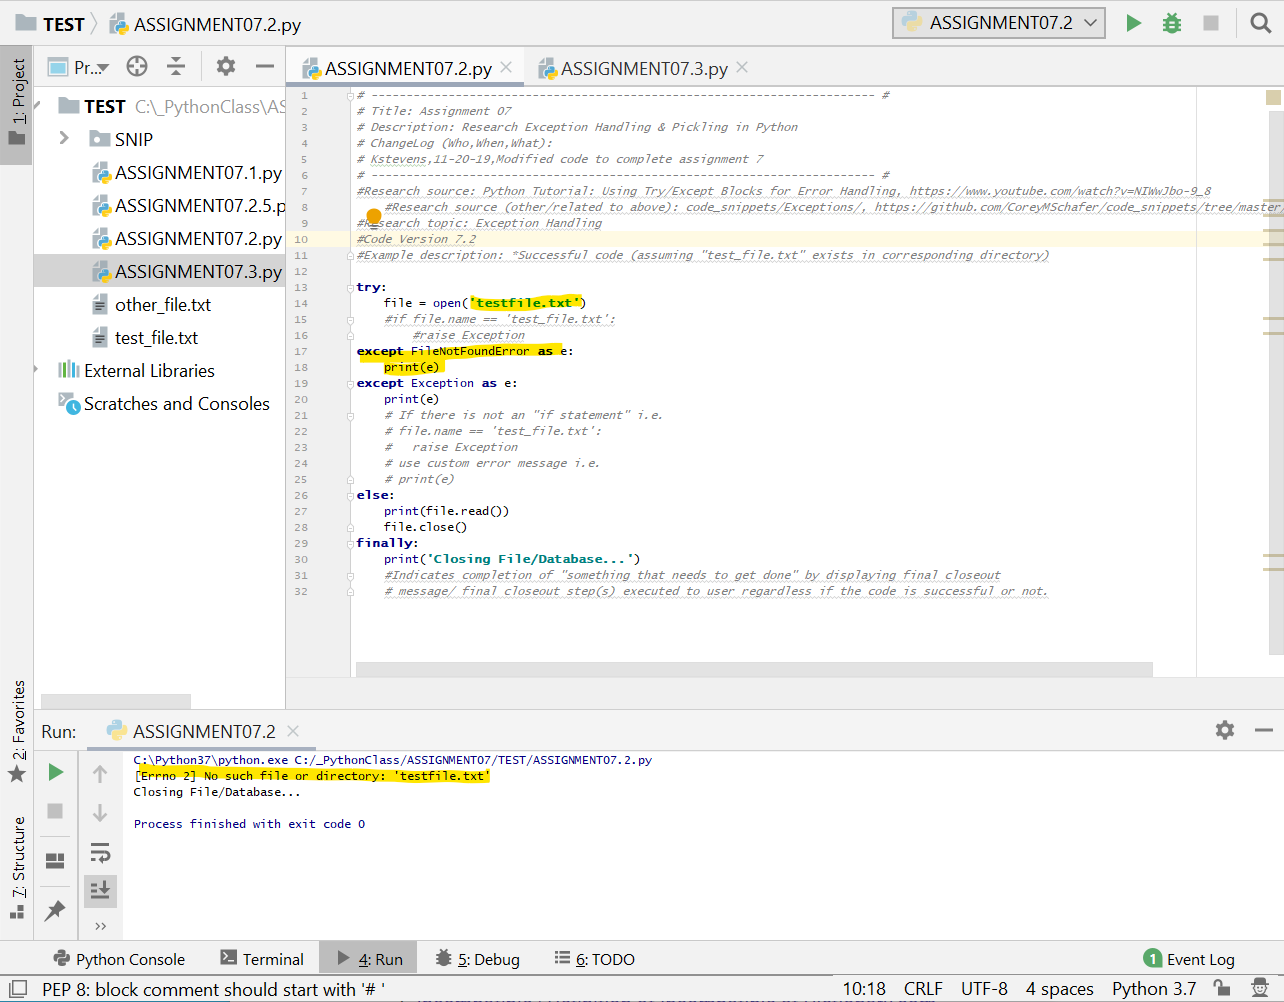 TEST ASSIGNMENT07.2.py ASSIGNMENT07.2
1: Project
Pr...
ASSIGNMENT07.2.py ASSIGNMENT07.3.py
TEST C:\_PythonClass\AS
SNIP
ASSIGNMENT07.1.py
ASSIGNMENT07.2.5.p
ASSIGNMENT07.2.py
ASSIGNMENT07.3.py
other_file.txt
test_file.txt
External Libraries
Scratches and Consoles
1 # ------------------------------------------------------------------------ #
2 # Title: Assignment 07
3 # Description: Research Exception Handling & Pickling in Python
4 # ChangeLog (Who,When,What):
5 # Kstevens,11-20-19,Modified code to complete assignment 7
6 # ------------------------------------------------------------------------ #
7 #Research source: Python Tutorial: Using Try/Except Blocks for Error Handling, https://www.youtube.com/watch?v=NIWwJbo-9_8
8 #Research source (other/related to above): code_snippets/Exceptions/, https://github.com/CoreyMSchafer/code_snippets/tree/master/
9 #Research topic: Exception Handling
10 #Code Version 7.2
11 #Example description: *Successful code (assuming "test_file.txt" exists in corresponding directory)
12
13 try:
14 file = open('testfile.txt')
15 #if file.name == 'test_file.txt':
16 #raise Exception
17 except FileNotFoundError as e:
18 print(e)
19 except Exception as e:
20 print(e)
21 # If there is not an "if statement" i.e.
22 # file.name == 'test_file.txt':
23 # raise Exception
24 # use custom error message i.e.
25 # print(e)
26 else:
27 print(file.read())
28 file.close()
29 finally:
30 print('Closing File/Database...')
31 #Indicates completion of "something that needs to get done" by displaying final closeout
32 # message/ final closeout step(s) executed to user regardless if the code is successful or not.
2: Favorites
7: Structure
Run: ASSIGNMENT07.2
C:\Python37\python.exe C:/_PythonClass/ASSIGNMENT07/TEST/ASSIGNMENT07.2.py
[Errno 2] No such file or directory: 'testfile.txt'
Closing File/Database...
Process finished with exit code 0
Python Console Terminal 4: Run 5: Debug 6: TODO 1 Event Log
PEP 8: block comment should start with '# ' 10:18 CRLF UTF-8 4 spaces Python 3.7